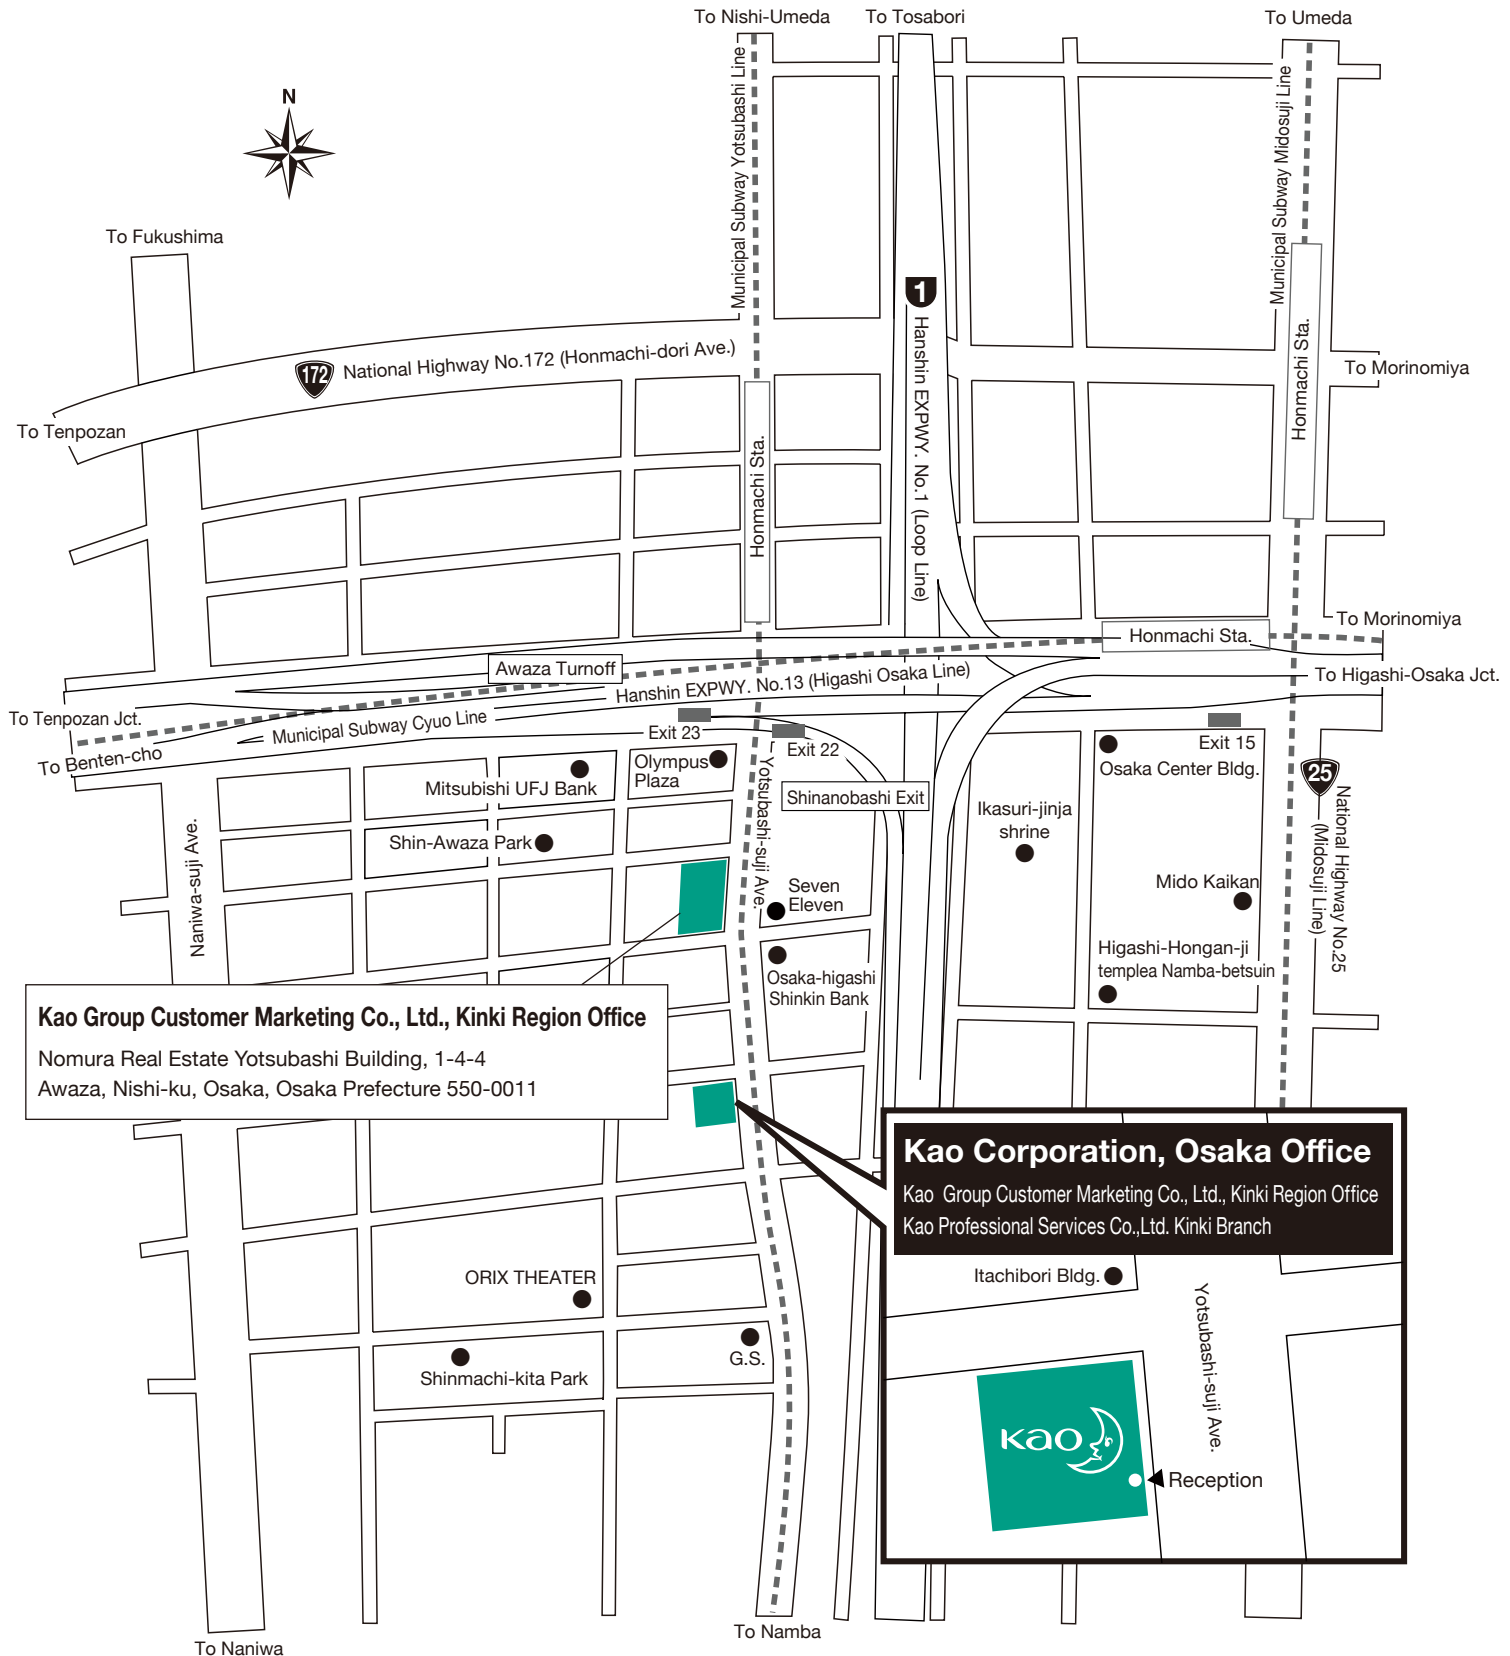 To Nishi-Umeda
To Tosabori
To Umeda
Municipal Subway Yotsubashi Line
Municipal Subway Midosuji Line
N
To Fukushima
1
Hanshin EXPWY. No.1 (Loop Line)
Honmachi Sta.
172
National Highway No.172 (Honmachi-dori Ave.)
To Morinomiya
To Tenpozan
Honmachi Sta.
To Morinomiya
Honmachi Sta.
Awaza Turnoff
Hanshin EXPWY. No.13 (Higashi Osaka Line)
To Higashi-Osaka Jct.
To Tenpozan Jct.
Municipal Subway Cyuo Line
To Benten-cho
Exit 23
Exit 22
Exit 15
Olympus
Plaza
Mitsubishi UFJ Bank
Osaka Center Bldg.
25
Yotsubashi-suji Ave.
Shinanobashi Exit
Ikasuri-jinja
shrine
National Highway No.25
(Midosuji Line)
Shin-Awaza Park
Naniwa-suji Ave.
Seven
Eleven
Mido Kaikan
Higashi-Hongan-ji
templea Namba-betsuin
Osaka-higashi
Shinkin Bank
Kao Group Customer Marketing Co., Ltd., Kinki Region Office
Nomura Real Estate Yotsubashi Building, 1-4-4
Awaza, Nishi-ku, Osaka, Osaka Prefecture 550-0011
Kao Corporation, Osaka Office
Kao Group Customer Marketing Co., Ltd., Kinki Region Office
Kao Professional Services Co.,Ltd. Kinki Branch
Itachibori Bldg.
Yotsubashi-suji Ave.
ORIX THEATER
G.S.
Shinmachi-kita Park
Kao
Reception
To Namba
To Naniwa